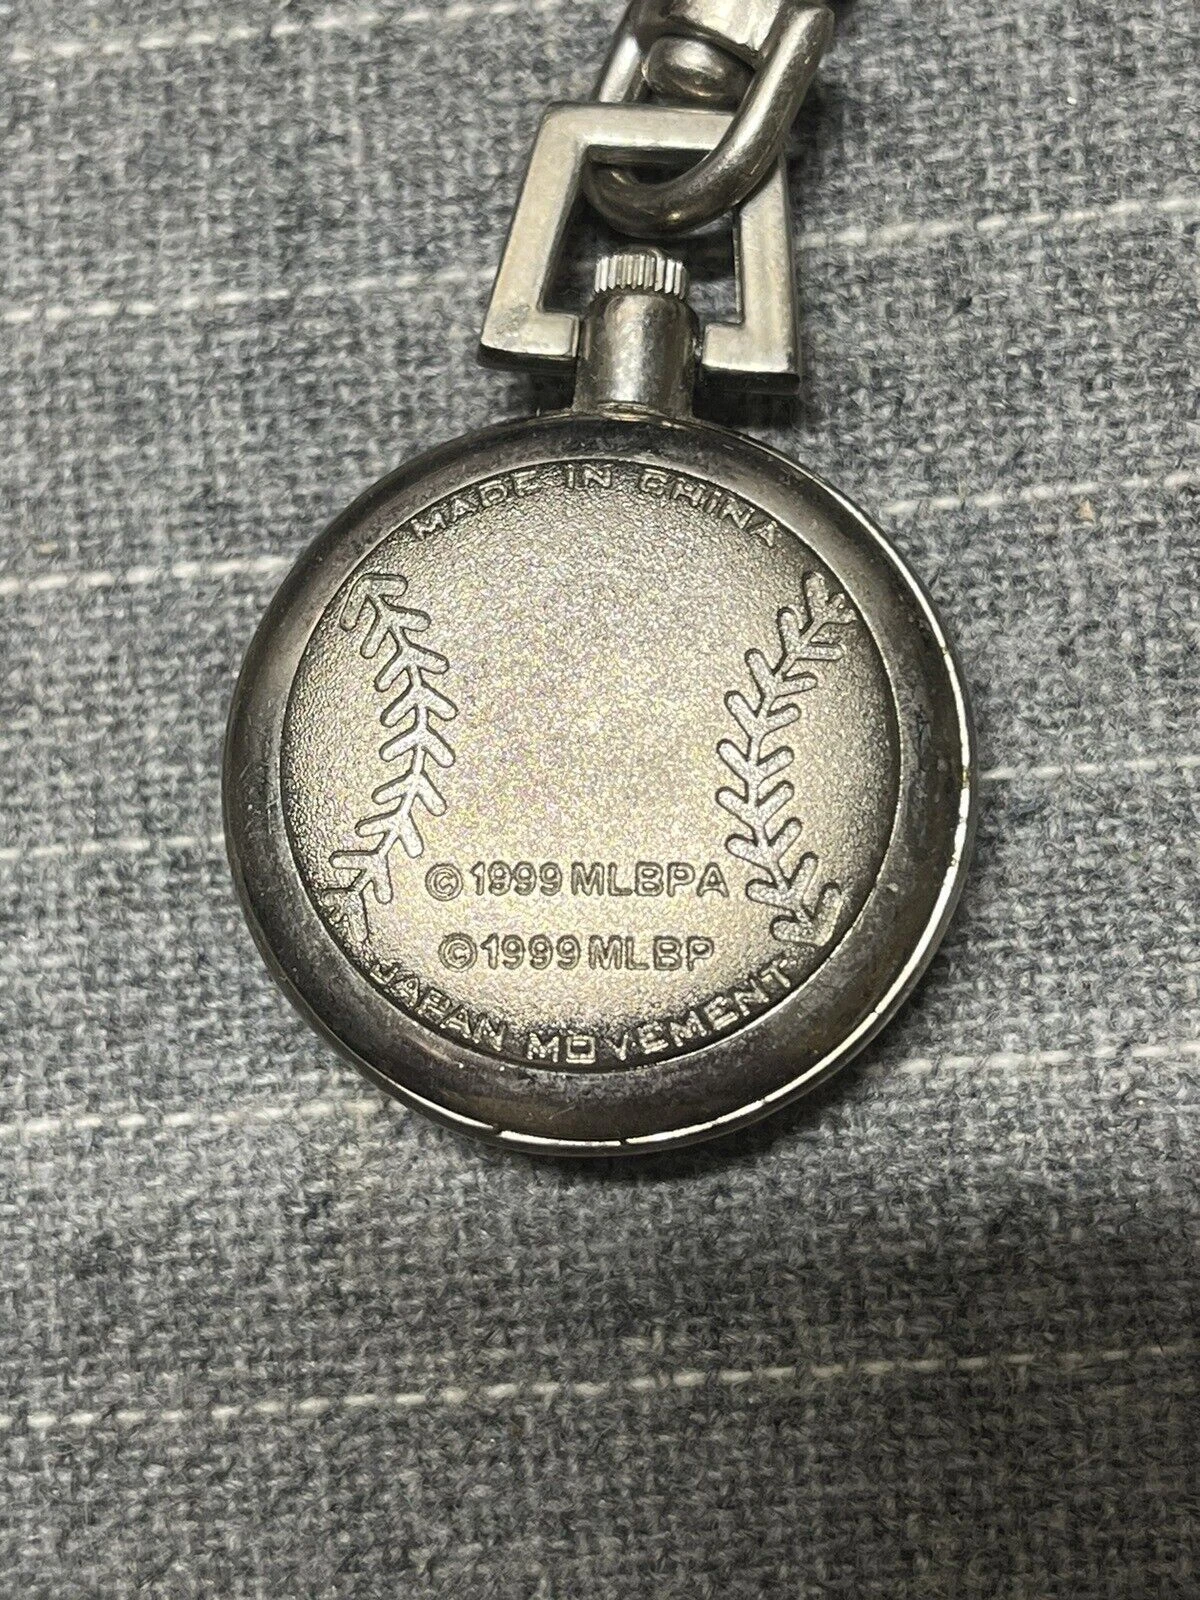 MADE IN CHINA
©1999 MLBPA
©1999 MLBP
JAPAN MOVEMENT